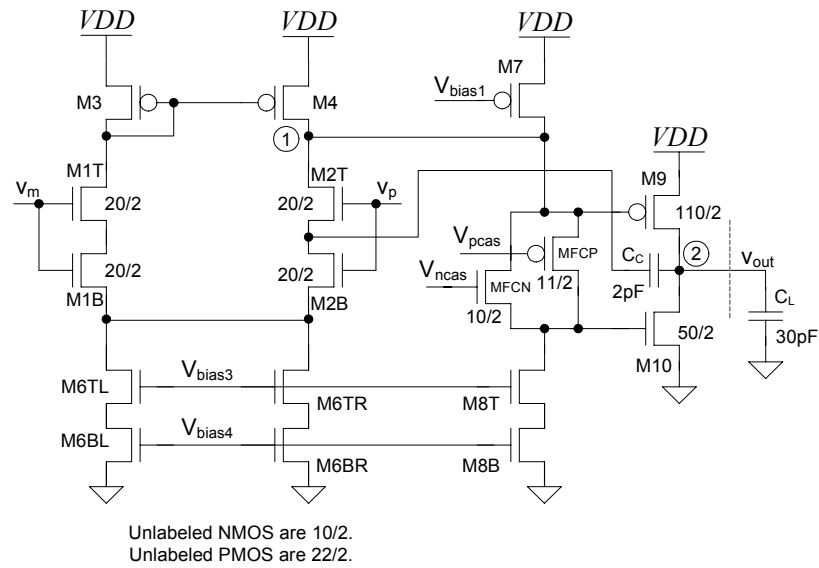 VDD
VDD
VDD
M3
M4
M7
Vbias1
1
VDD
M1T
M2T
vm
20/2
20/2
vp
M9
110/2
Vpcas
MFCP
CC
2
vout
20/2
20/2
Vncas
MFCN
11/2
2pF
CL
M1B
M2B
10/2
50/2
30pF
M10
M6TL
Vbias3
M6TR
M8T
M6BL
Vbias4
M6BR
M8B
Unlabeled NMOS are 10/2.
Unlabeled PMOS are 22/2.